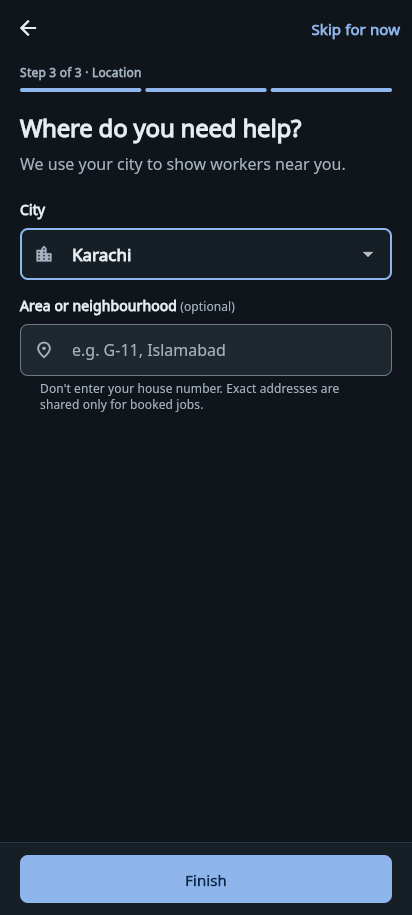 Skip for now
Step 3 of 3 · Location
Where do you need help?
We use your city to show workers near you.
City
Karachi
Area or neighbourhood (optional)
e.g. G-11, Islamabad
Don't enter your house number. Exact addresses are
shared only for booked jobs.
Finish